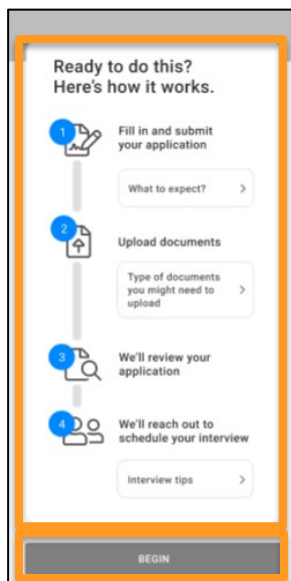 Ready to do this?
Here's how it works.
1
Fill in and submit
your application
What to expect?
2
Upload documents
Type of documents
you might need to
upload
3
We'll review your
application
4
We'll reach out to
schedule your interview
Interview tips
BEGIN